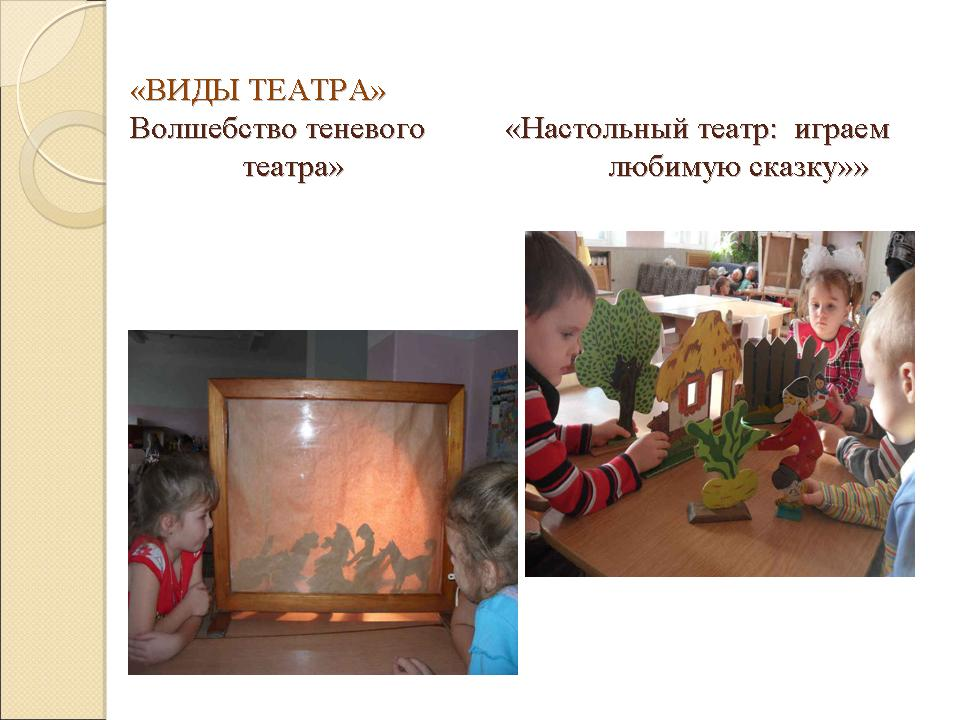 «ВИДЫ ТЕАТРА»
Волшебство теневого театра»
«Настольный театр: играем любимую сказку»»